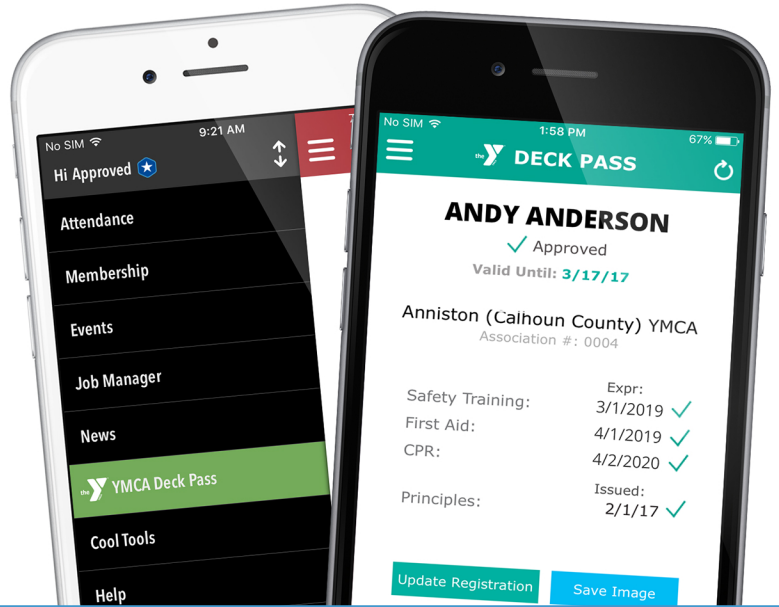 No SIM 9:21 AM
Hi Approved
Attendance
Membership
Events
Job Manager
News
the Y YMCA Deck Pass
Cool Tools
Help
No SIM 1:58 PM 67%
the Y DECK PASS
ANDY ANDERSON
Approved
Valid Until: 3/17/17
Anniston (Calhoun County) YMCA
Association #: 0004
Expr:
Safety Training: 3/1/2019
First Aid: 4/1/2019
CPR: 4/2/2020
Issued:
Principles: 2/1/17
Update Registration Save Image